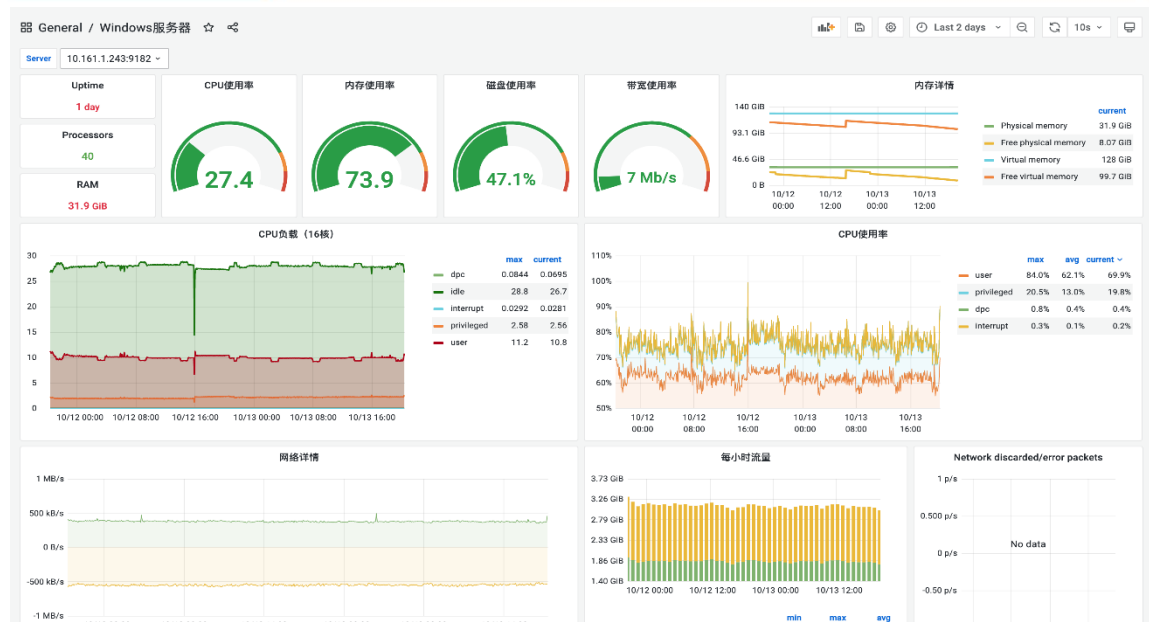 General / Windows服务器
Last 2 days
10s
Server
10.161.1.243:9182
Uptime
1 day
Processors
40
RAM
31.9 GiB
CPU使用率
27.4
内存使用率
73.9
磁盘使用率
47.1%
带宽使用率
7 Mb/s
内存详情
140 GiB
93.1 GiB
46.6 GiB
0 B
10/12 00:00
10/12 12:00
10/13 00:00
10/13 12:00
current
Physical memory 31.9 GiB
Free physical memory 8.07 GiB
Virtual memory 128 GiB
Free virtual memory 99.7 GiB
CPU负载（16核）
30
25
20
15
10
5
0
10/12 00:00 10/12 08:00 10/12 16:00 10/13 00:00 10/13 08:00 10/13 16:00
max current
dpc 0.0844 0.0695
idle 28.8 26.7
interrupt 0.0292 0.0281
privileged 2.58 2.56
user 11.2 10.8
CPU使用率
110%
100%
90%
80%
70%
60%
50%
10/12 00:00
10/12 08:00
10/12 16:00
10/13 00:00
10/13 08:00
10/13 16:00
max avg current
user 84.0% 62.1% 69.9%
privileged 20.5% 13.0% 19.8%
dpc 0.8% 0.4% 0.4%
interrupt 0.3% 0.1% 0.2%
网络详情
1 MB/s
500 kB/s
0 B/s
-500 kB/s
-1 MB/s
每小时流量
3.73 GiB
3.26 GiB
2.79 GiB
2.33 GiB
1.86 GiB
1.40 GiB
10/12 00:00 10/12 12:00 10/13 00:00 10/13 12:00
min max avg
Network discarded/error packets
1 p/s
0.500 p/s
0 p/s
-0.50 p/s
No data